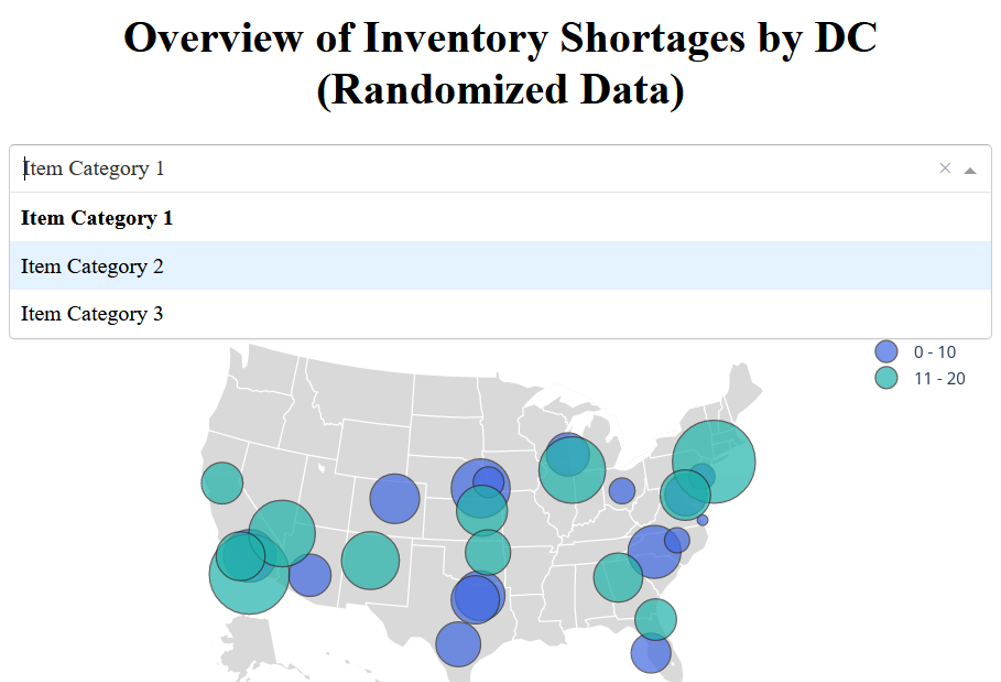 Overview of Inventory Shortages by DC
(Randomized Data)
Item Category 1
Item Category 1
Item Category 2
Item Category 3
0 - 10
11 - 20